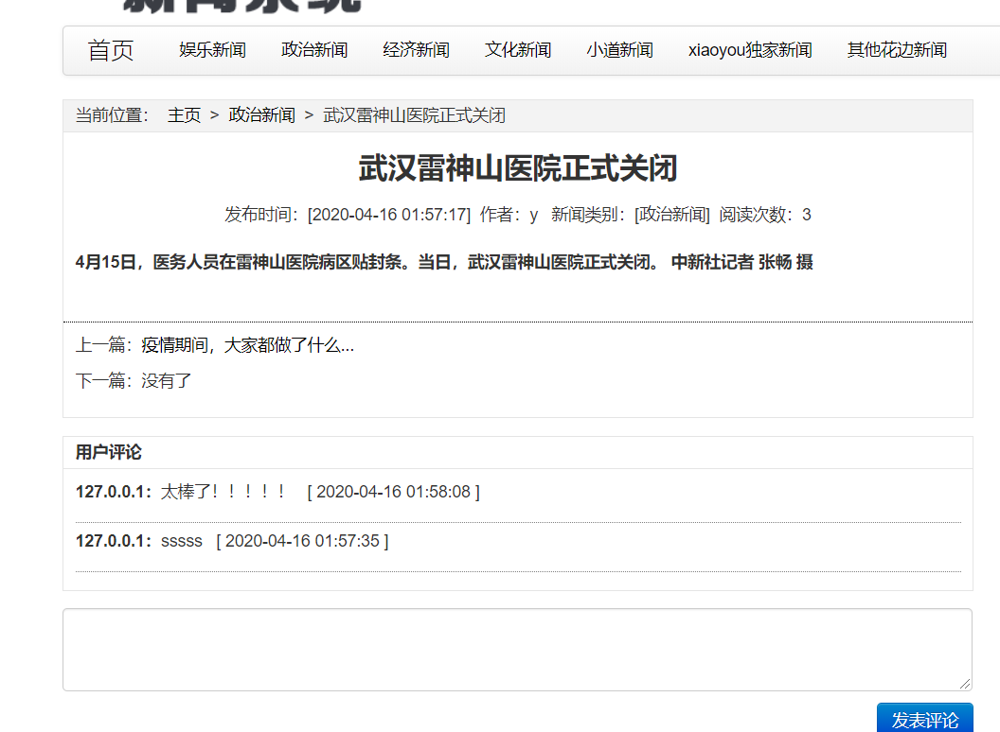 新闻系统
首页 娱乐新闻 政治新闻 经济新闻 文化新闻 小道新闻 xiaoyou独家新闻 其他花边新闻
当前位置： 主页 > 政治新闻 > 武汉雷神山医院正式关闭
武汉雷神山医院正式关闭
发布时间：[2020-04-16 01:57:17] 作者：y 新闻类别：[政治新闻] 阅读次数：3
4月15日，医务人员在雷神山医院病区贴封条。当日，武汉雷神山医院正式关闭。 中新社记者 张畅 摄
上一篇：疫情期间，大家都做了什么...
下一篇：没有了
用户评论
127.0.0.1：太棒了！！！！！ [ 2020-04-16 01:58:08 ]
127.0.0.1：sssss [ 2020-04-16 01:57:35 ]
发表评论